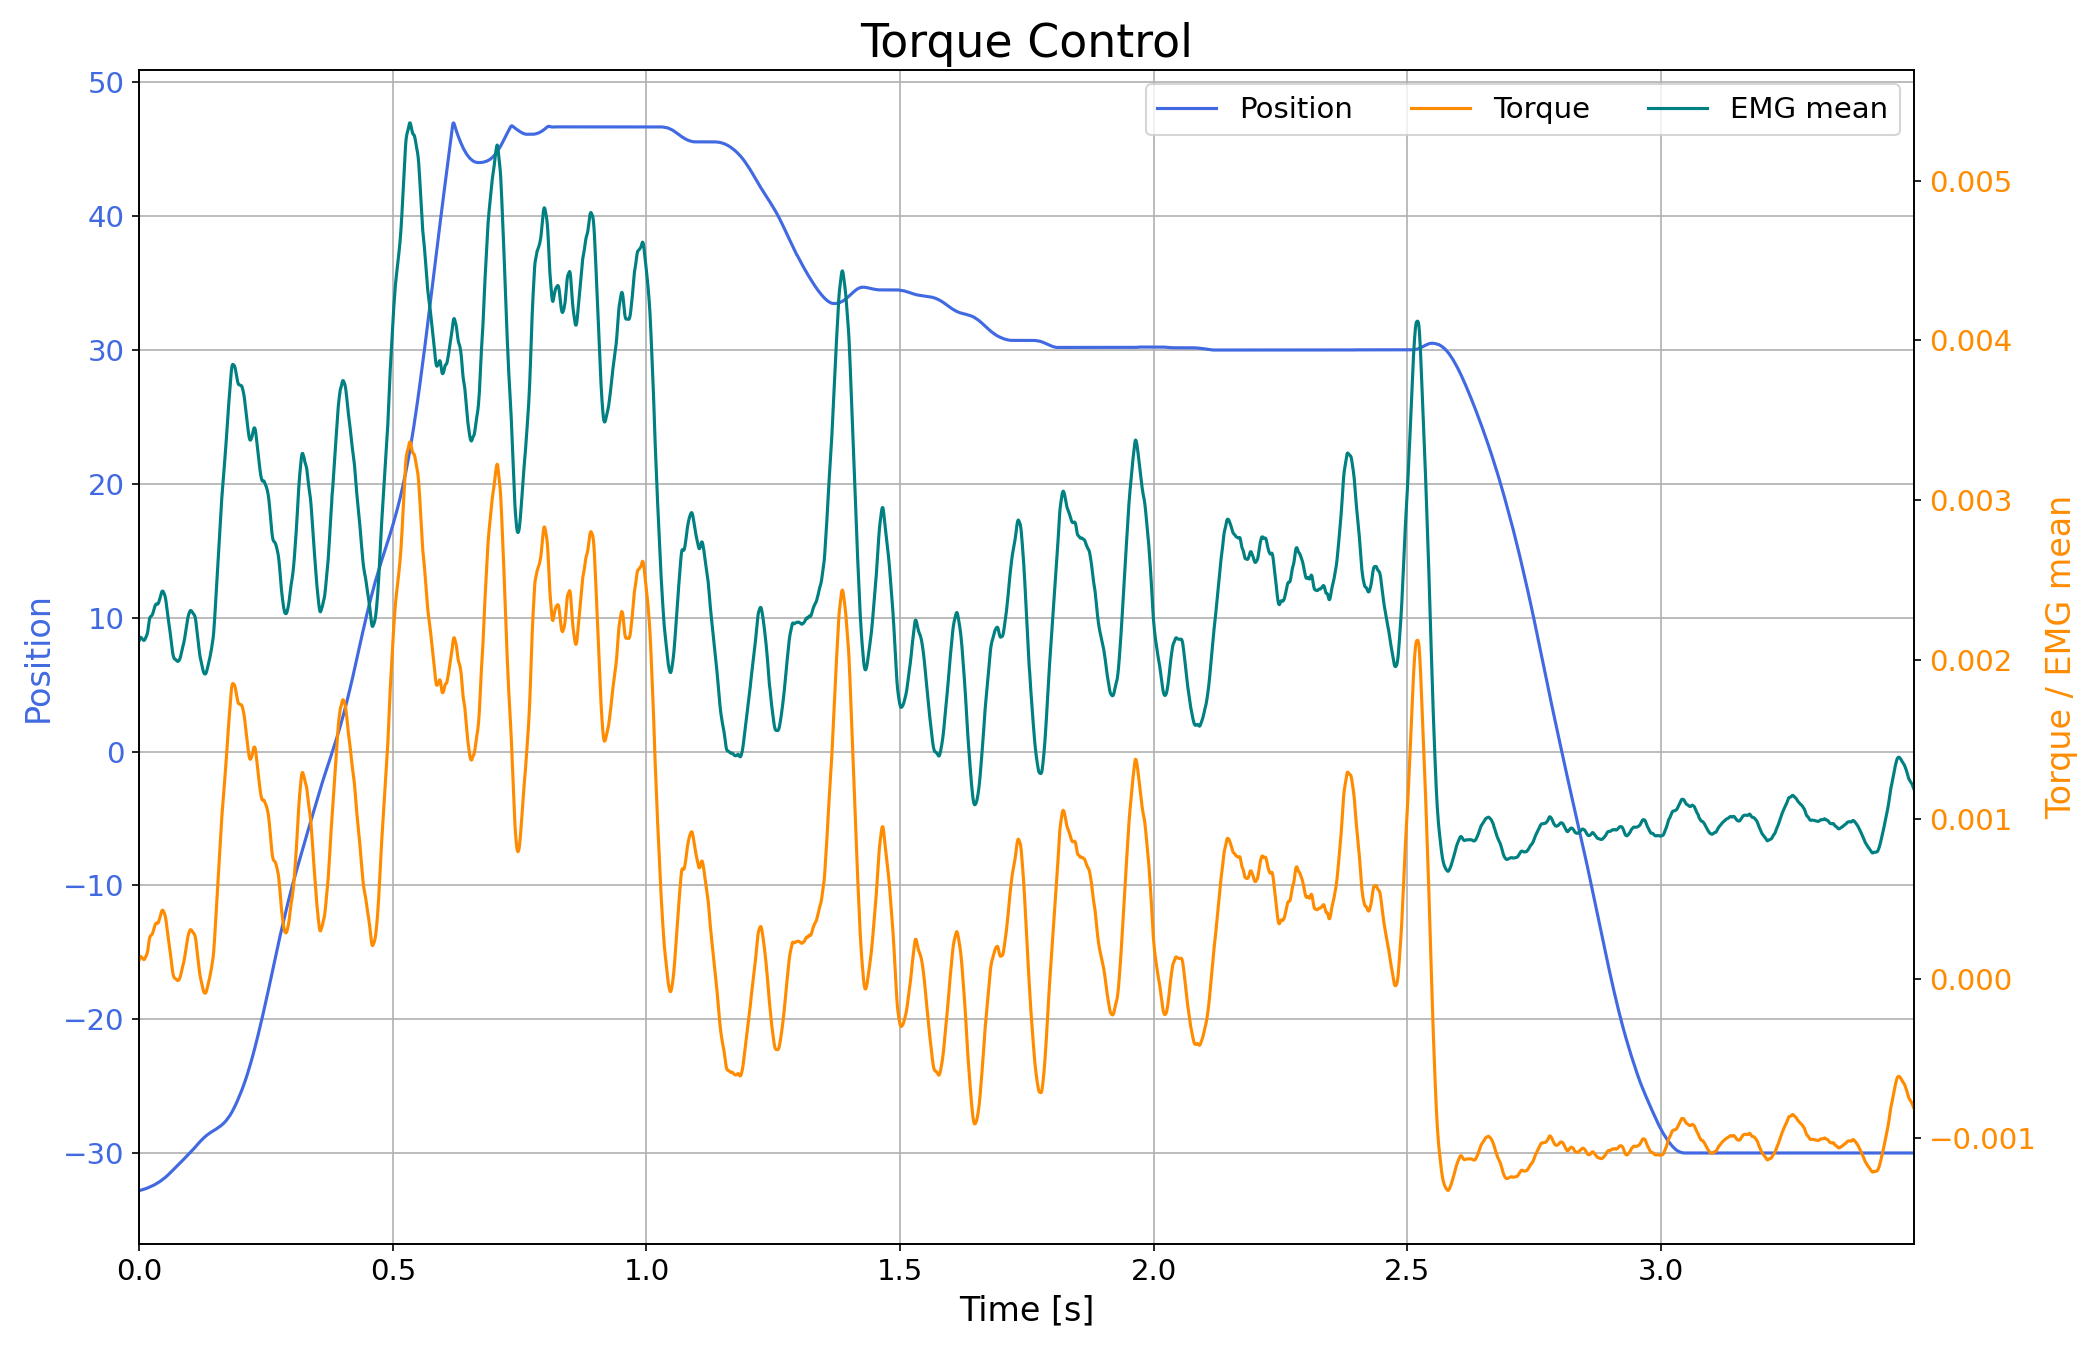 Torque Control
Position Torque EMG mean
50
40
30
20
10
0
−10
−20
−30
Position
0.005
0.004
0.003
0.002
0.001
0.000
−0.001
Torque / EMG mean
0.0 0.5 1.0 1.5 2.0 2.5 3.0
Time [s]